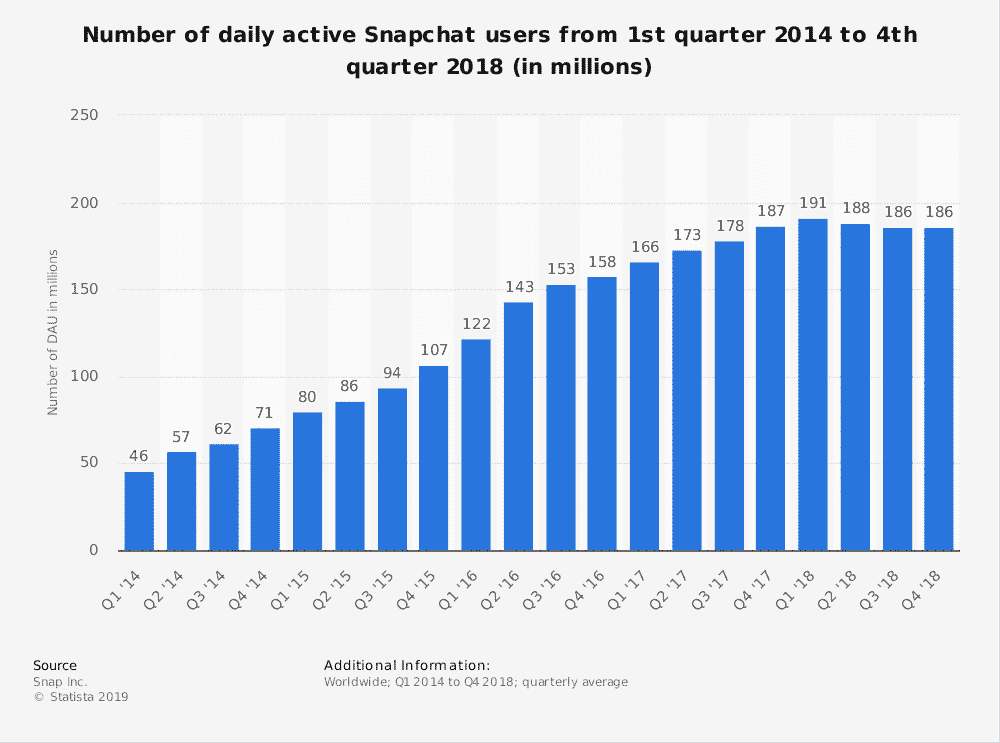 Number of daily active Snapchat users from 1st quarter 2014 to 4th
quarter 2018 (in millions)
Number of DAU in milliions
250
200
150
100
50
0
46
57
62
71
80
86
94
107
122
143
153
158
166
173
178
187
191
188
186
186
Q1 '14
Q2 '14
Q3 '14
Q4 '14
Q1 '15
Q2 '15
Q3 '15
Q4 '15
Q1 '16
Q2 '16
Q3 '16
Q4 '16
Q1 '17
Q2 '17
Q3 '17
Q4 '17
Q1 '18
Q2 '18
Q3 '18
Q4 '18
Source
Snap Inc.
© Statista 2019
Additional Information:
Worldwide; Q1 2014 to Q4 2018; quarterly average